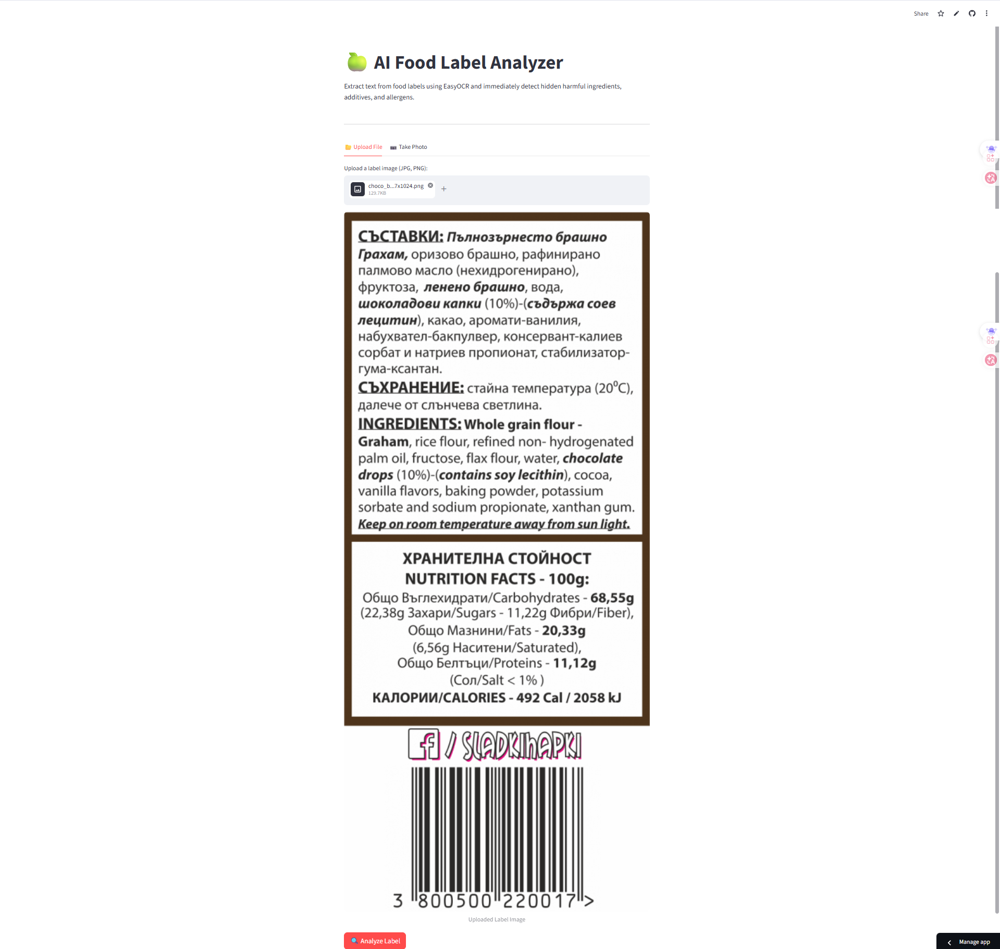 Share
AI Food Label Analyzer
Extract text from food labels using EasyOCR and immediately detect hidden harmful ingredients,
additives, and allergens.
Upload File
Take Photo
Upload a label image (JPG, PNG):
choco_b...7x1024.png
129.7KB
СЪСТАВКИ: Пълнозърнесто брашно
Грахам, оризово брашно, рафинирано
палмово масло (нехидрогенирано),
фруктоза, ленено брашно, вода,
шоколадови капки (10%)-(съдържа соев
лецитин), какао, аромати-ванилия,
набухвател-бакпулвер, консервант-калиев
сорбат и натриев пропионат, стабилизатор-
гума-ксантан.
СЪХРАНЕНИЕ: стайна температура (20⁰C),
далече от слънчева светлина.
INGREDIENTS: Whole grain flour -
Graham, rice flour, refined non- hydrogenated
palm oil, fructose, flax flour, water, chocolate
drops (10%)-(contains soy lecithin), cocoa,
vanilla flavors, baking powder, potassium
sorbate and sodium propionate, xanthan gum.
Keep on room temperature away from sun light.
ХРАНИТЕЛНА СТОЙНОСТ
NUTRITION FACTS - 100g:
Общо Въглехидрати/Carbohydrates - 68,55g
(22,38g Захари/Sugars - 11,22g Фибри/Fiber),
Общо Мазнини/Fats - 20,33g
(6,56g Наситени/Saturated),
Общо Белтъци/Proteins - 11,12g
(Сол/Salt < 1% )
КАЛОРИИ/CALORIES - 492 Cal / 2058 kJ
f / SLADKIhAPKI
3 800500 220017 >
Uploaded Label Image
Analyze Label
Manage app